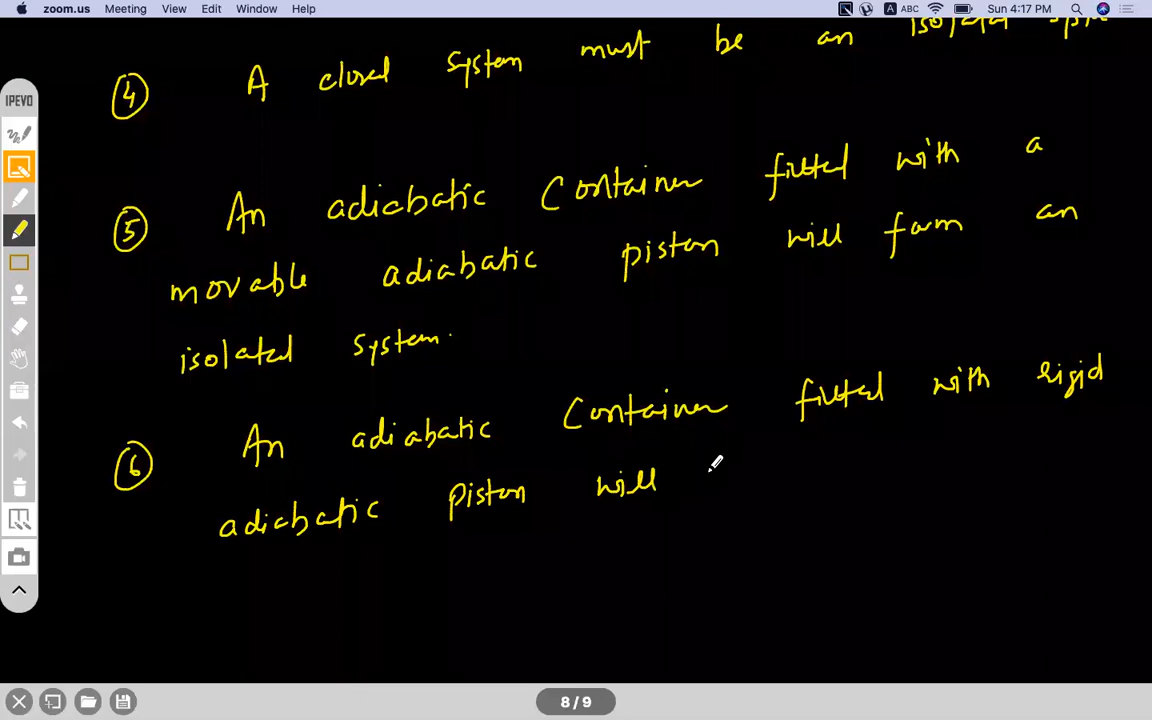 zoom.us Meeting View Edit Window Help
A ABC Sun 4:17 PM
IPEVO
④ A closed system must be an isolated
⑤ An adiabatic Container fitted with a
movable adiabatic piston will form an
isolated system.
⑥ An adiabatic Container fitted with rigid
adiabatic piston will
8 / 9